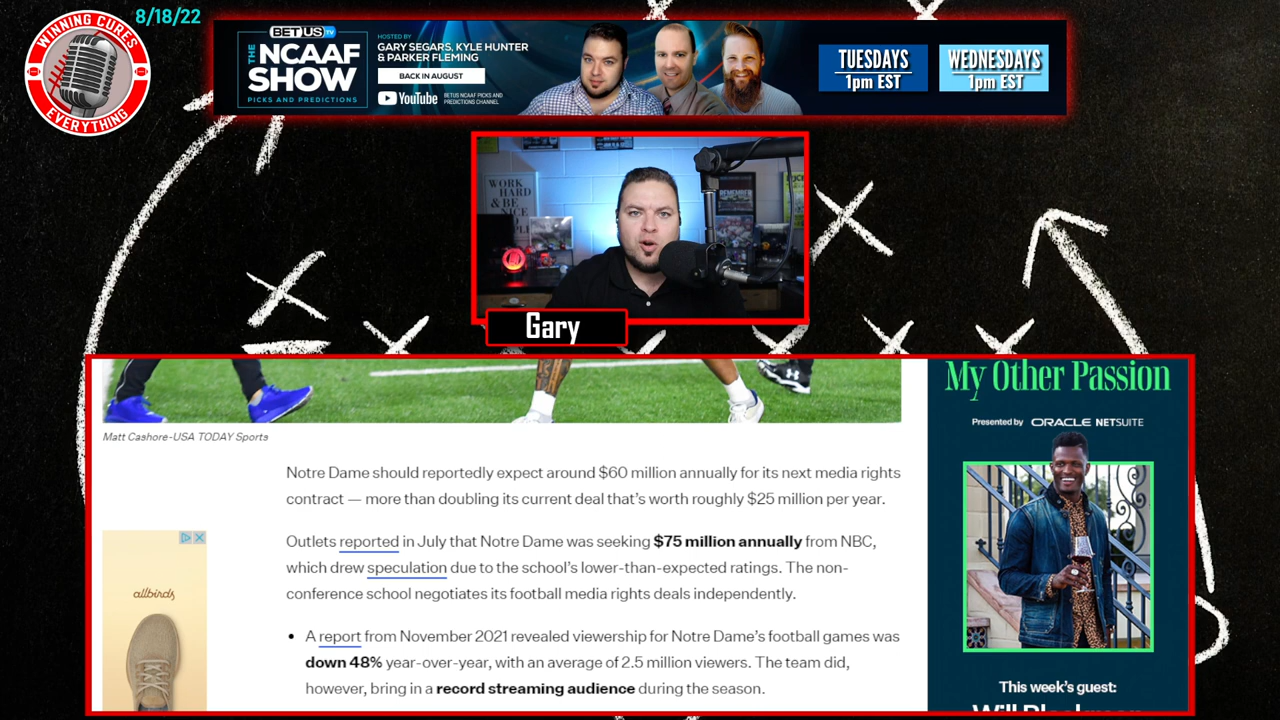 8/18/22
WINNING CURES
EVERYTHING
BETUS TV
THE
NCAAF
SHOW
PICKS AND PREDICTIONS
HOSTED BY
GARY SEGARS, KYLE HUNTER
& PARKER FLEMING
BACK IN AUGUST
YouTube
BETUS NCAAF PICKS AND
PREDICTIONS CHANNEL
TUESDAYS
1pm EST
WEDNESDAYS
1pm EST
WORK
HARD
& BE
NICE
REMEMBER
Gary
Matt Cashore-USA TODAY Sports
Notre Dame should reportedly expect around $60 million annually for its next media rights
contract — more than doubling its current deal that's worth roughly $25 million per year.
Outlets reported in July that Notre Dame was seeking $75 million annually from NBC,
which drew speculation due to the school's lower-than-expected ratings. The non-
conference school negotiates its football media rights deals independently.
• A report from November 2021 revealed viewership for Notre Dame's football games was
down 48% year-over-year, with an average of 2.5 million viewers. The team did,
however, bring in a record streaming audience during the season.
allbirds
My Other Passion
Presented by ORACLE NETSUITE
This week's guest: